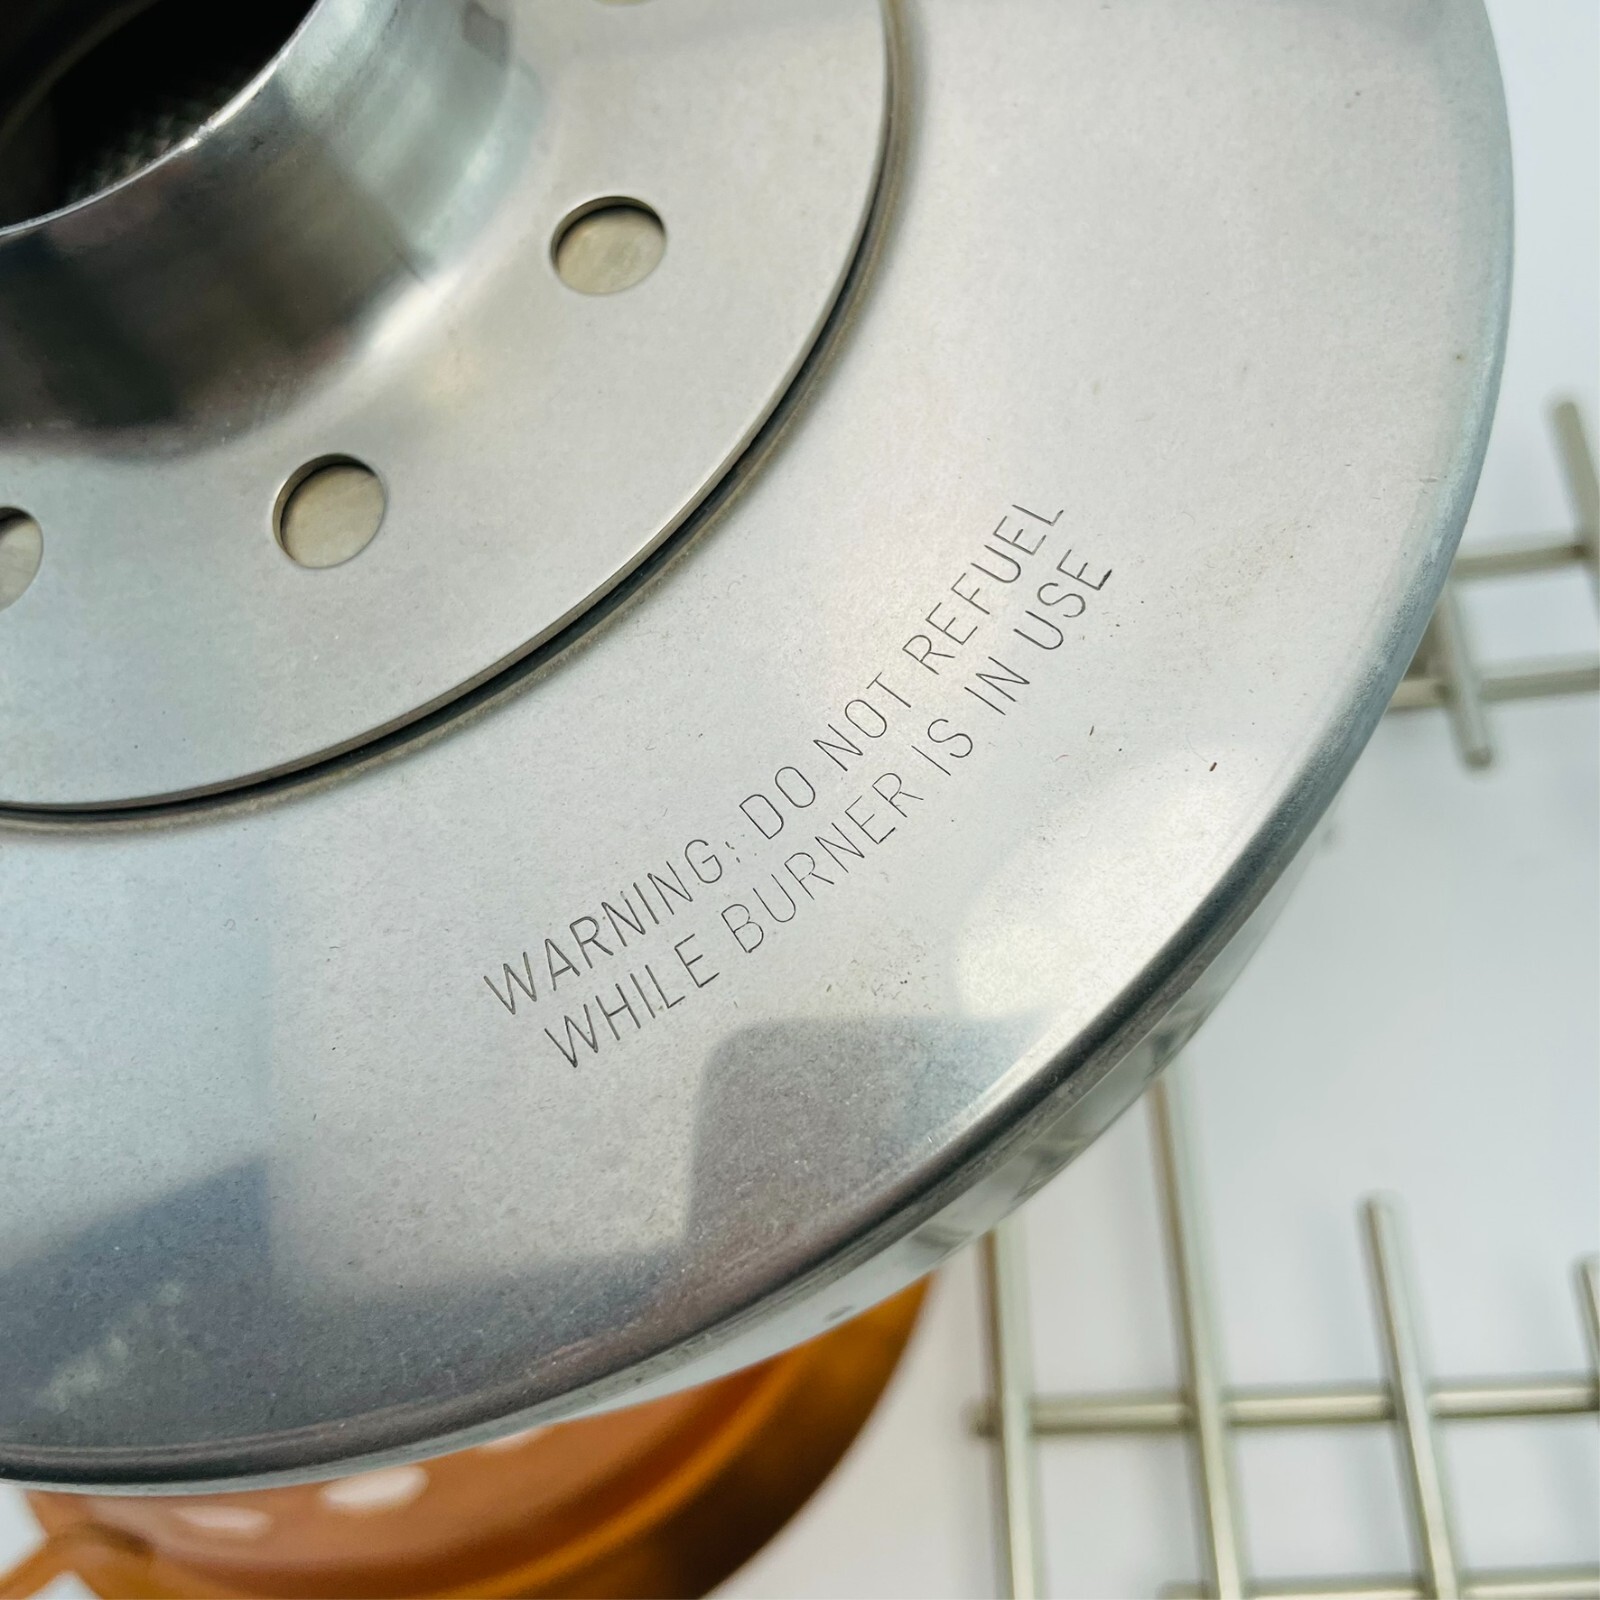 WARNING: DO NOT REFUEL
WHILE BURNER IS IN USE